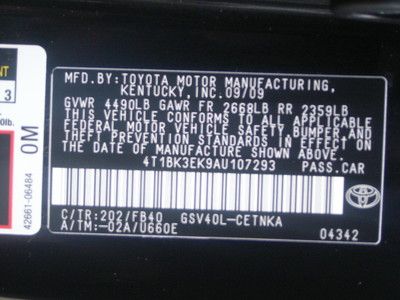 MFD.BY:TOYOTA MOTOR MANUFACTURING,
KENTUCKY,INC.09/09
GVWR 4490LB GAWR FR 2668LB RR 2359LB
THIS VEHICLE CONFORMS TO ALL APPLICABLE
FEDERAL MOTOR VEHICLE SAFETY,BUMPER,AND
THEFT PREVENTION STANDARDS IN EFFECT ON
THE DATE OF MANUFACTURE SHOWN ABOVE.
4T1BK3EK9AU107293 PASS.CAR
C/TR:202/FB40 GSV40L-CETNKA
A/TM:-02A/U660E
04342
0M
42661-06484
3